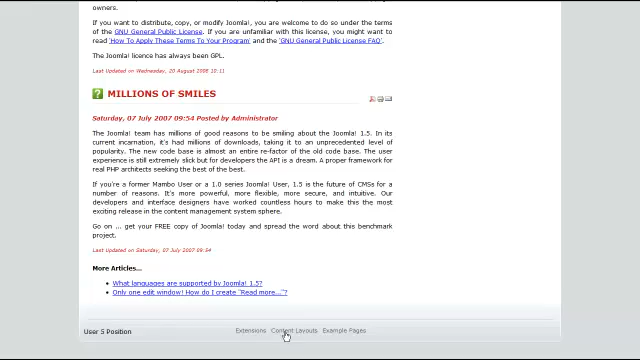 owners.
If you want to distribute, copy, or modify Joomla!, you are welcome to do so under the terms
of the GNU General Public License. If you are unfamiliar with this license, you might want to
read 'How To Apply These Terms To Your Program' and the 'GNU General Public License FAQ'.
The Joomla! licence has always been GPL.
Last Updated on Wednesday, 20 August 2008 10:11
MILLIONS OF SMILES
Saturday, 07 July 2007 09:54 Posted by Administrator
The Joomla! team has millions of good reasons to be smiling about the Joomla! 1.5. In its
current incarnation, it's had millions of downloads, taking it to an unprecedented level of
popularity. The new code base is almost an entire re-factor of the old code base. The user
experience is still extremely slick but for developers the API is a dream. A proper framework for
real PHP architects seeking the best of the best.
If you're a former Mambo User or a 1.0 series Joomla! User, 1.5 is the future of CMSs for a
number of reasons. It's more powerful, more flexible, more secure, and intuitive. Our
developers and interface designers have worked countless hours to make this the most
exciting release in the content management system sphere.
Go on ... get your FREE copy of Joomla! today and spread the word about this benchmark
project.
Last Updated on Saturday, 07 July 2007 09:54
More Articles...
What languages are supported by Joomla! 1.5?
Only one edit window! How do I create "Read more..."?
User 5 Position
Extensions Content Layouts Example Pages